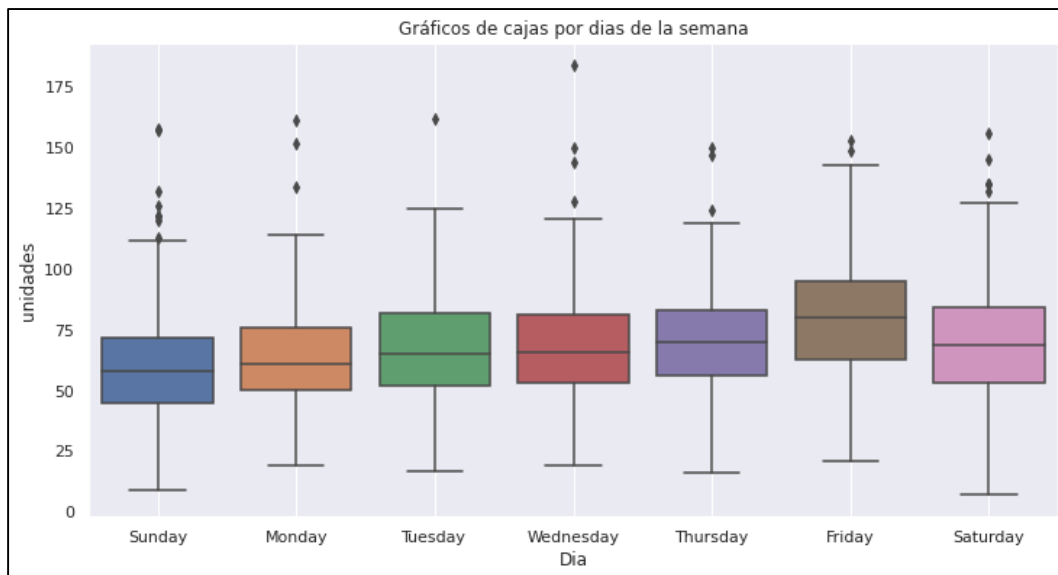 Gráficos de cajas por dias de la semana
unidades
175
150
125
100
75
50
25
0
Sunday Monday Tuesday Wednesday Thursday Friday Saturday
Dia